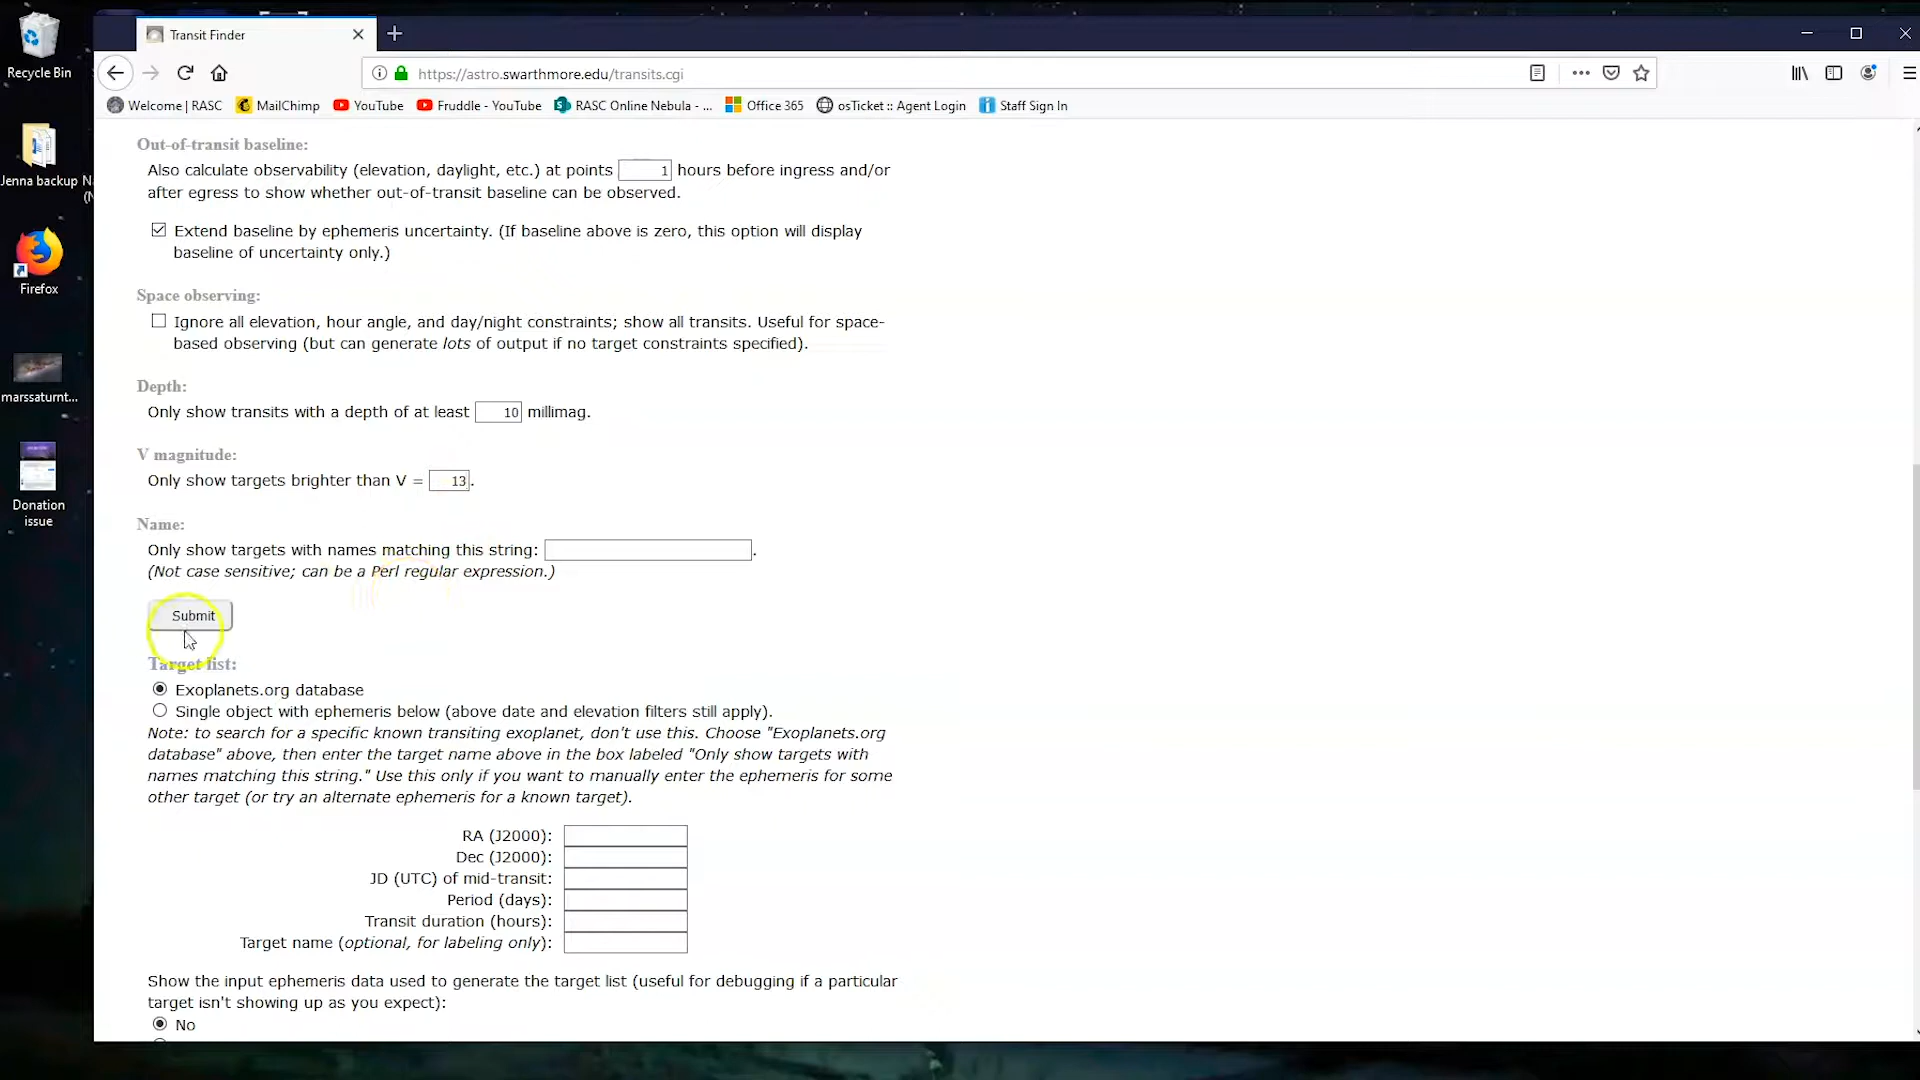 Recycle Bin
Jenna backup
Firefox
marssaturnt...
Donation
issue
Transit Finder
https://astro.swarthmore.edu/transits.cgi
Welcome | RASC
MailChimp
YouTube
Fruddle - YouTube
RASC Online Nebula - ...
Office 365
osTicket :: Agent Login
Staff Sign In
Out-of-transit baseline:
Also calculate observability (elevation, daylight, etc.) at points 1 hours before ingress and/or
after egress to show whether out-of-transit baseline can be observed.
Extend baseline by ephemeris uncertainty. (If baseline above is zero, this option will display
baseline of uncertainty only.)
Space observing:
Ignore all elevation, hour angle, and day/night constraints; show all transits. Useful for space-
based observing (but can generate lots of output if no target constraints specified).
Depth:
Only show transits with a depth of at least 10 millimag.
V magnitude:
Only show targets brighter than V = 13.
Name:
Only show targets with names matching this string: .
(Not case sensitive; can be a Perl regular expression.)
Submit
Target list:
Exoplanets.org database
Single object with ephemeris below (above date and elevation filters still apply).
Note: to search for a specific known transiting exoplanet, don't use this. Choose "Exoplanets.org
database" above, then enter the target name above in the box labeled "Only show targets with
names matching this string." Use this only if you want to manually enter the ephemeris for some
other target (or try an alternate ephemeris for a known target).
RA (J2000):
Dec (J2000):
JD (UTC) of mid-transit:
Period (days):
Transit duration (hours):
Target name (optional, for labeling only):
Show the input ephemeris data used to generate the target list (useful for debugging if a particular
target isn't showing up as you expect):
No